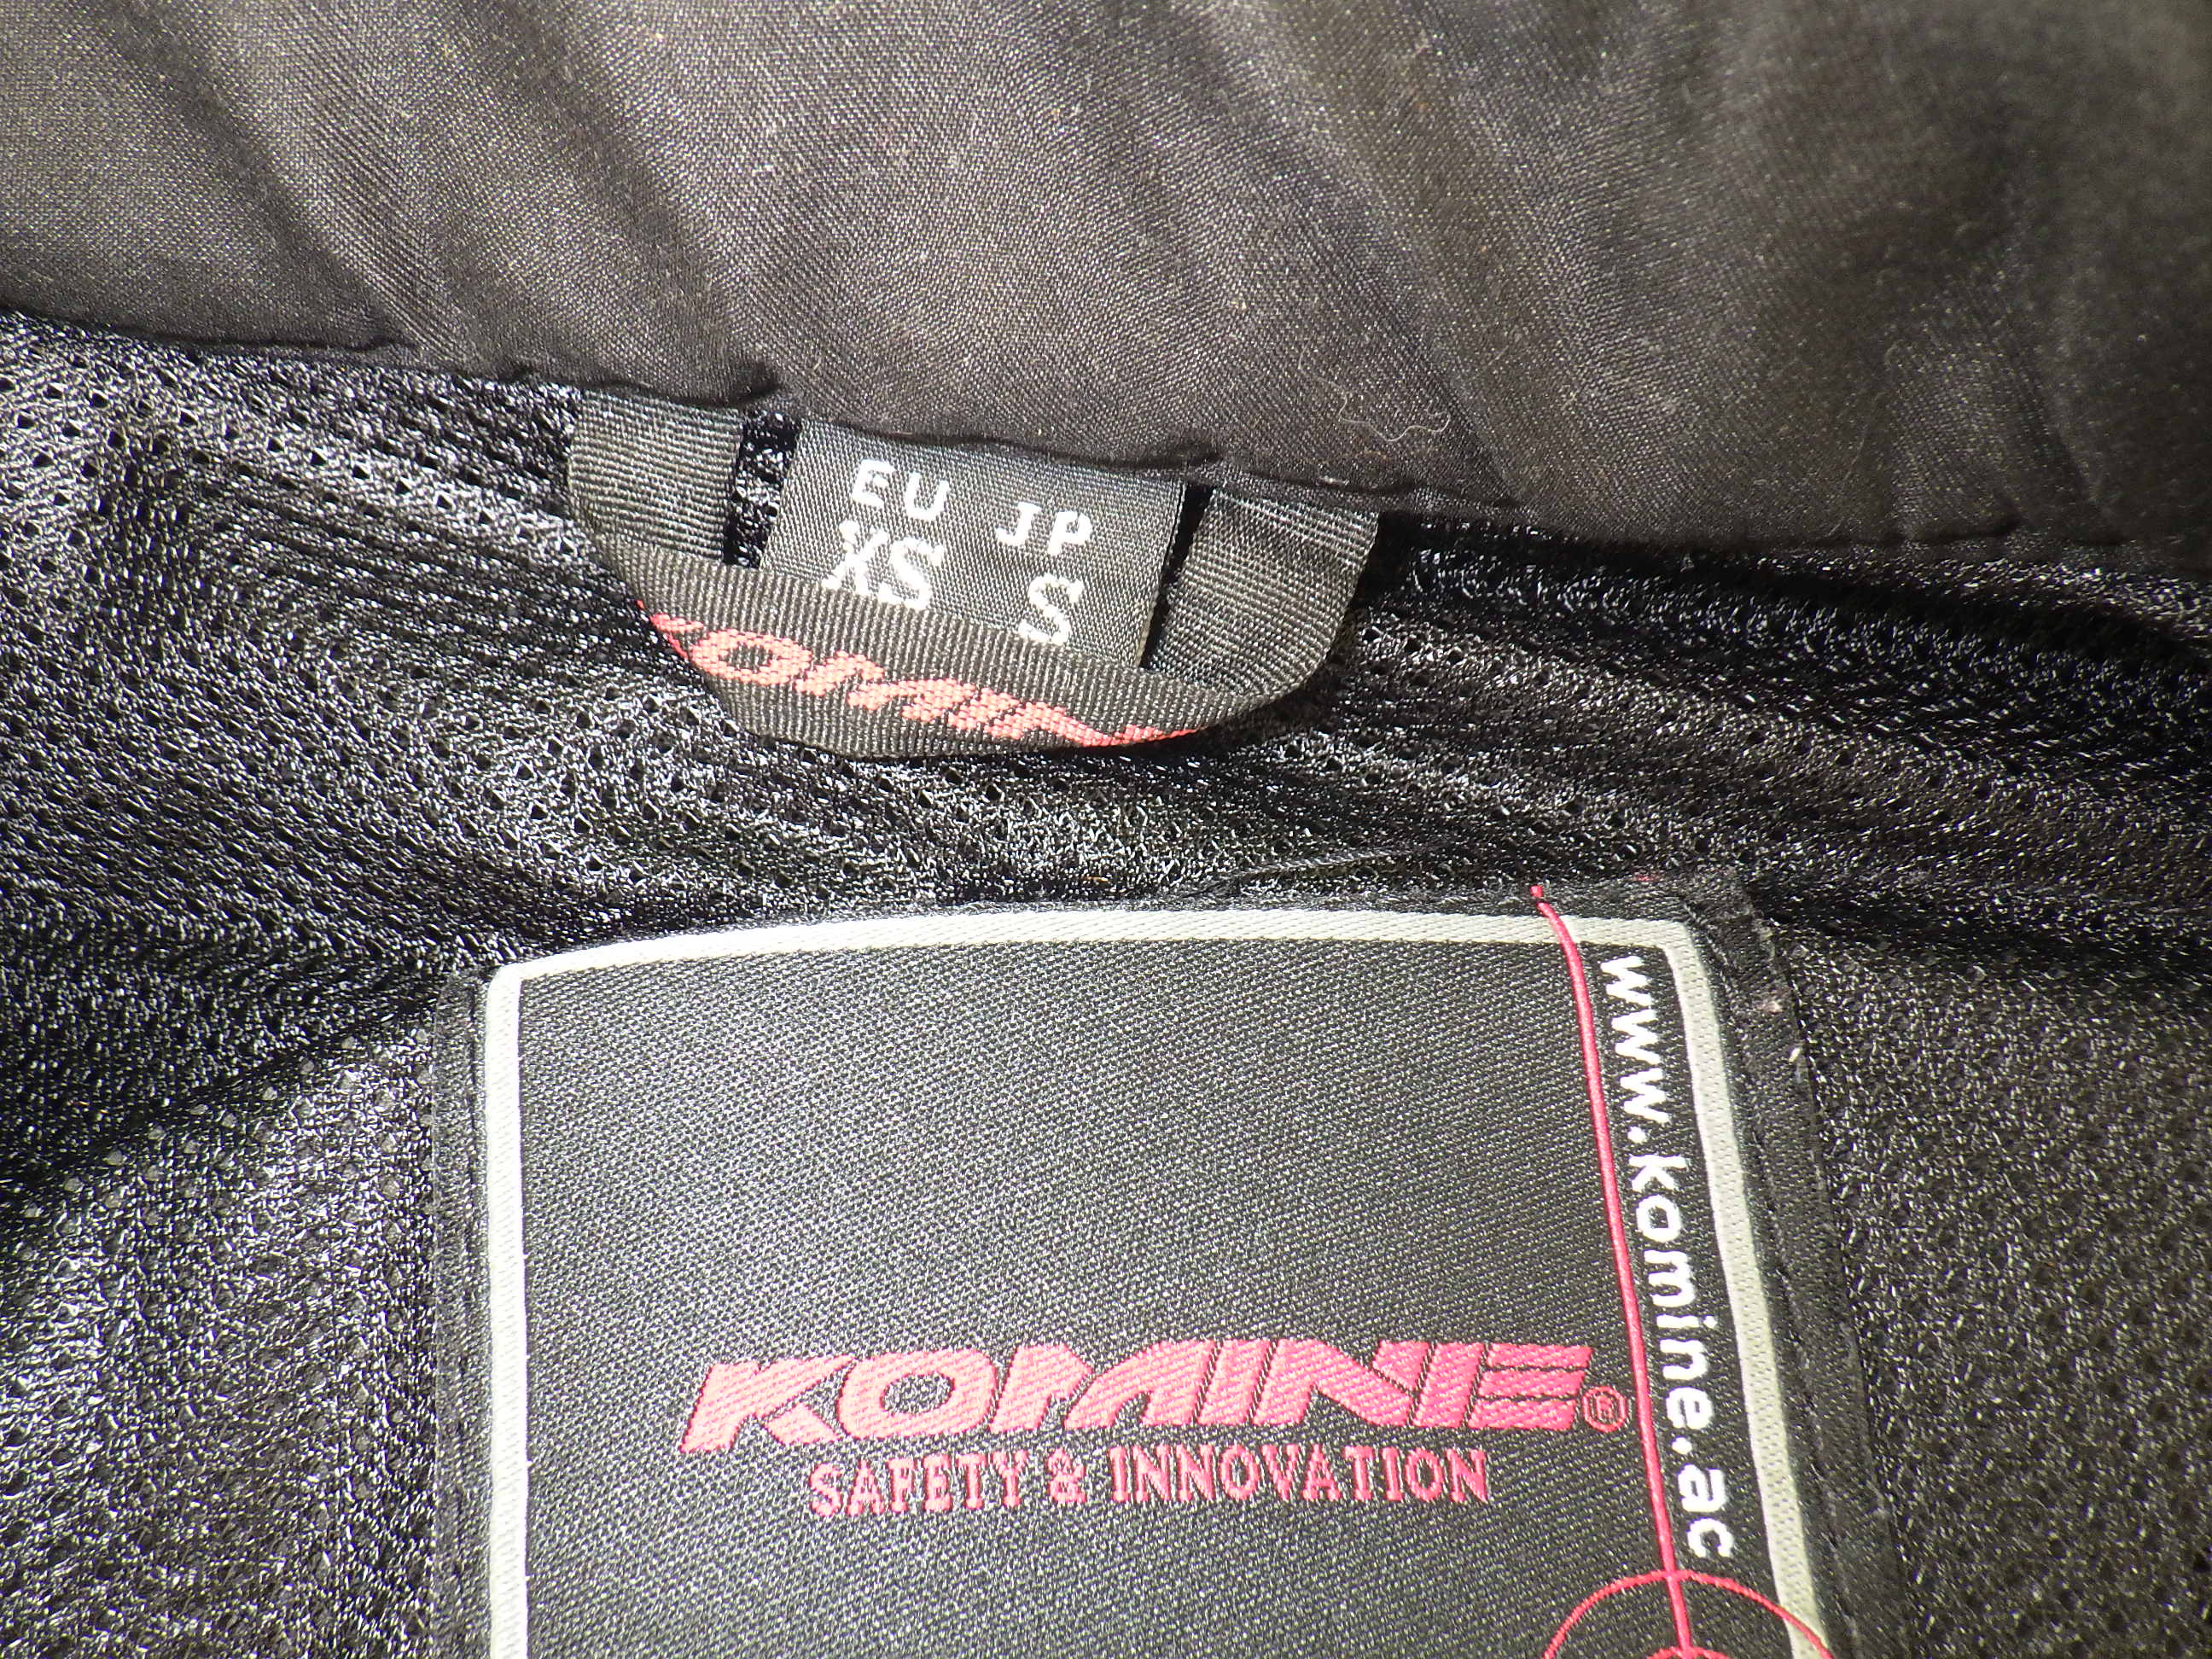 EU JP
XS S
KOMINE
www.komine.ac
KOMINE®
SAFETY & INNOVATION